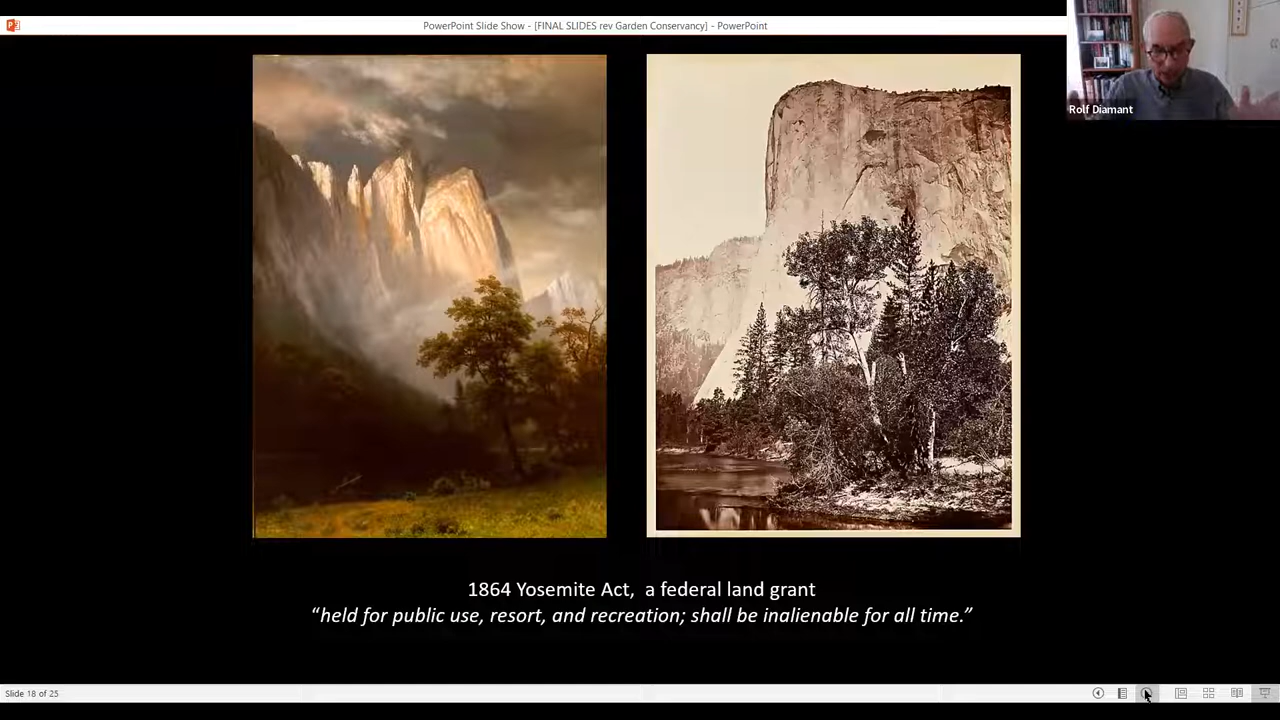 PowerPoint Slide Show - [FINAL SLIDES rev Garden Conservancy] - PowerPoint
Rolf Diamant
1864 Yosemite Act, a federal land grant
“held for public use, resort, and recreation; shall be inalienable for all time.”
Slide 18 of 25